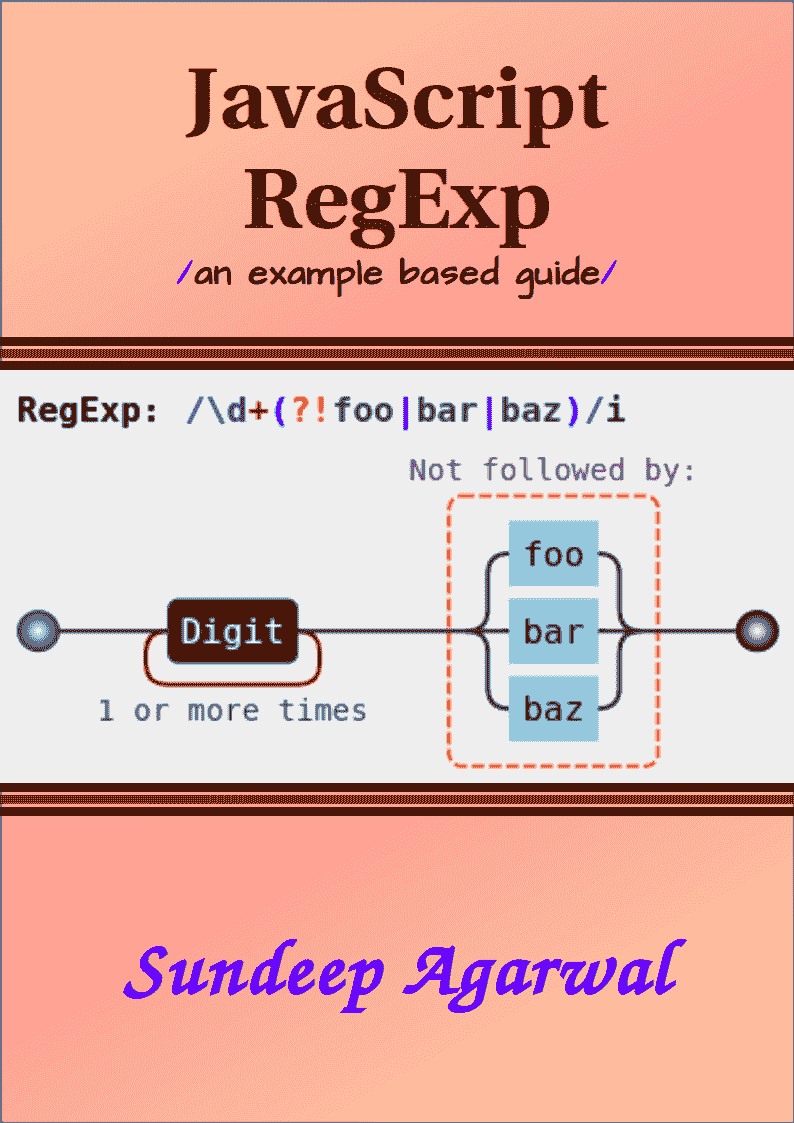 JavaScript
RegExp
/an example based guide/
RegExp: /\d+(?!foo|bar|baz)/i
Not followed by:
foo
Digit
bar
1 or more times
baz
Sundeep Agarwal